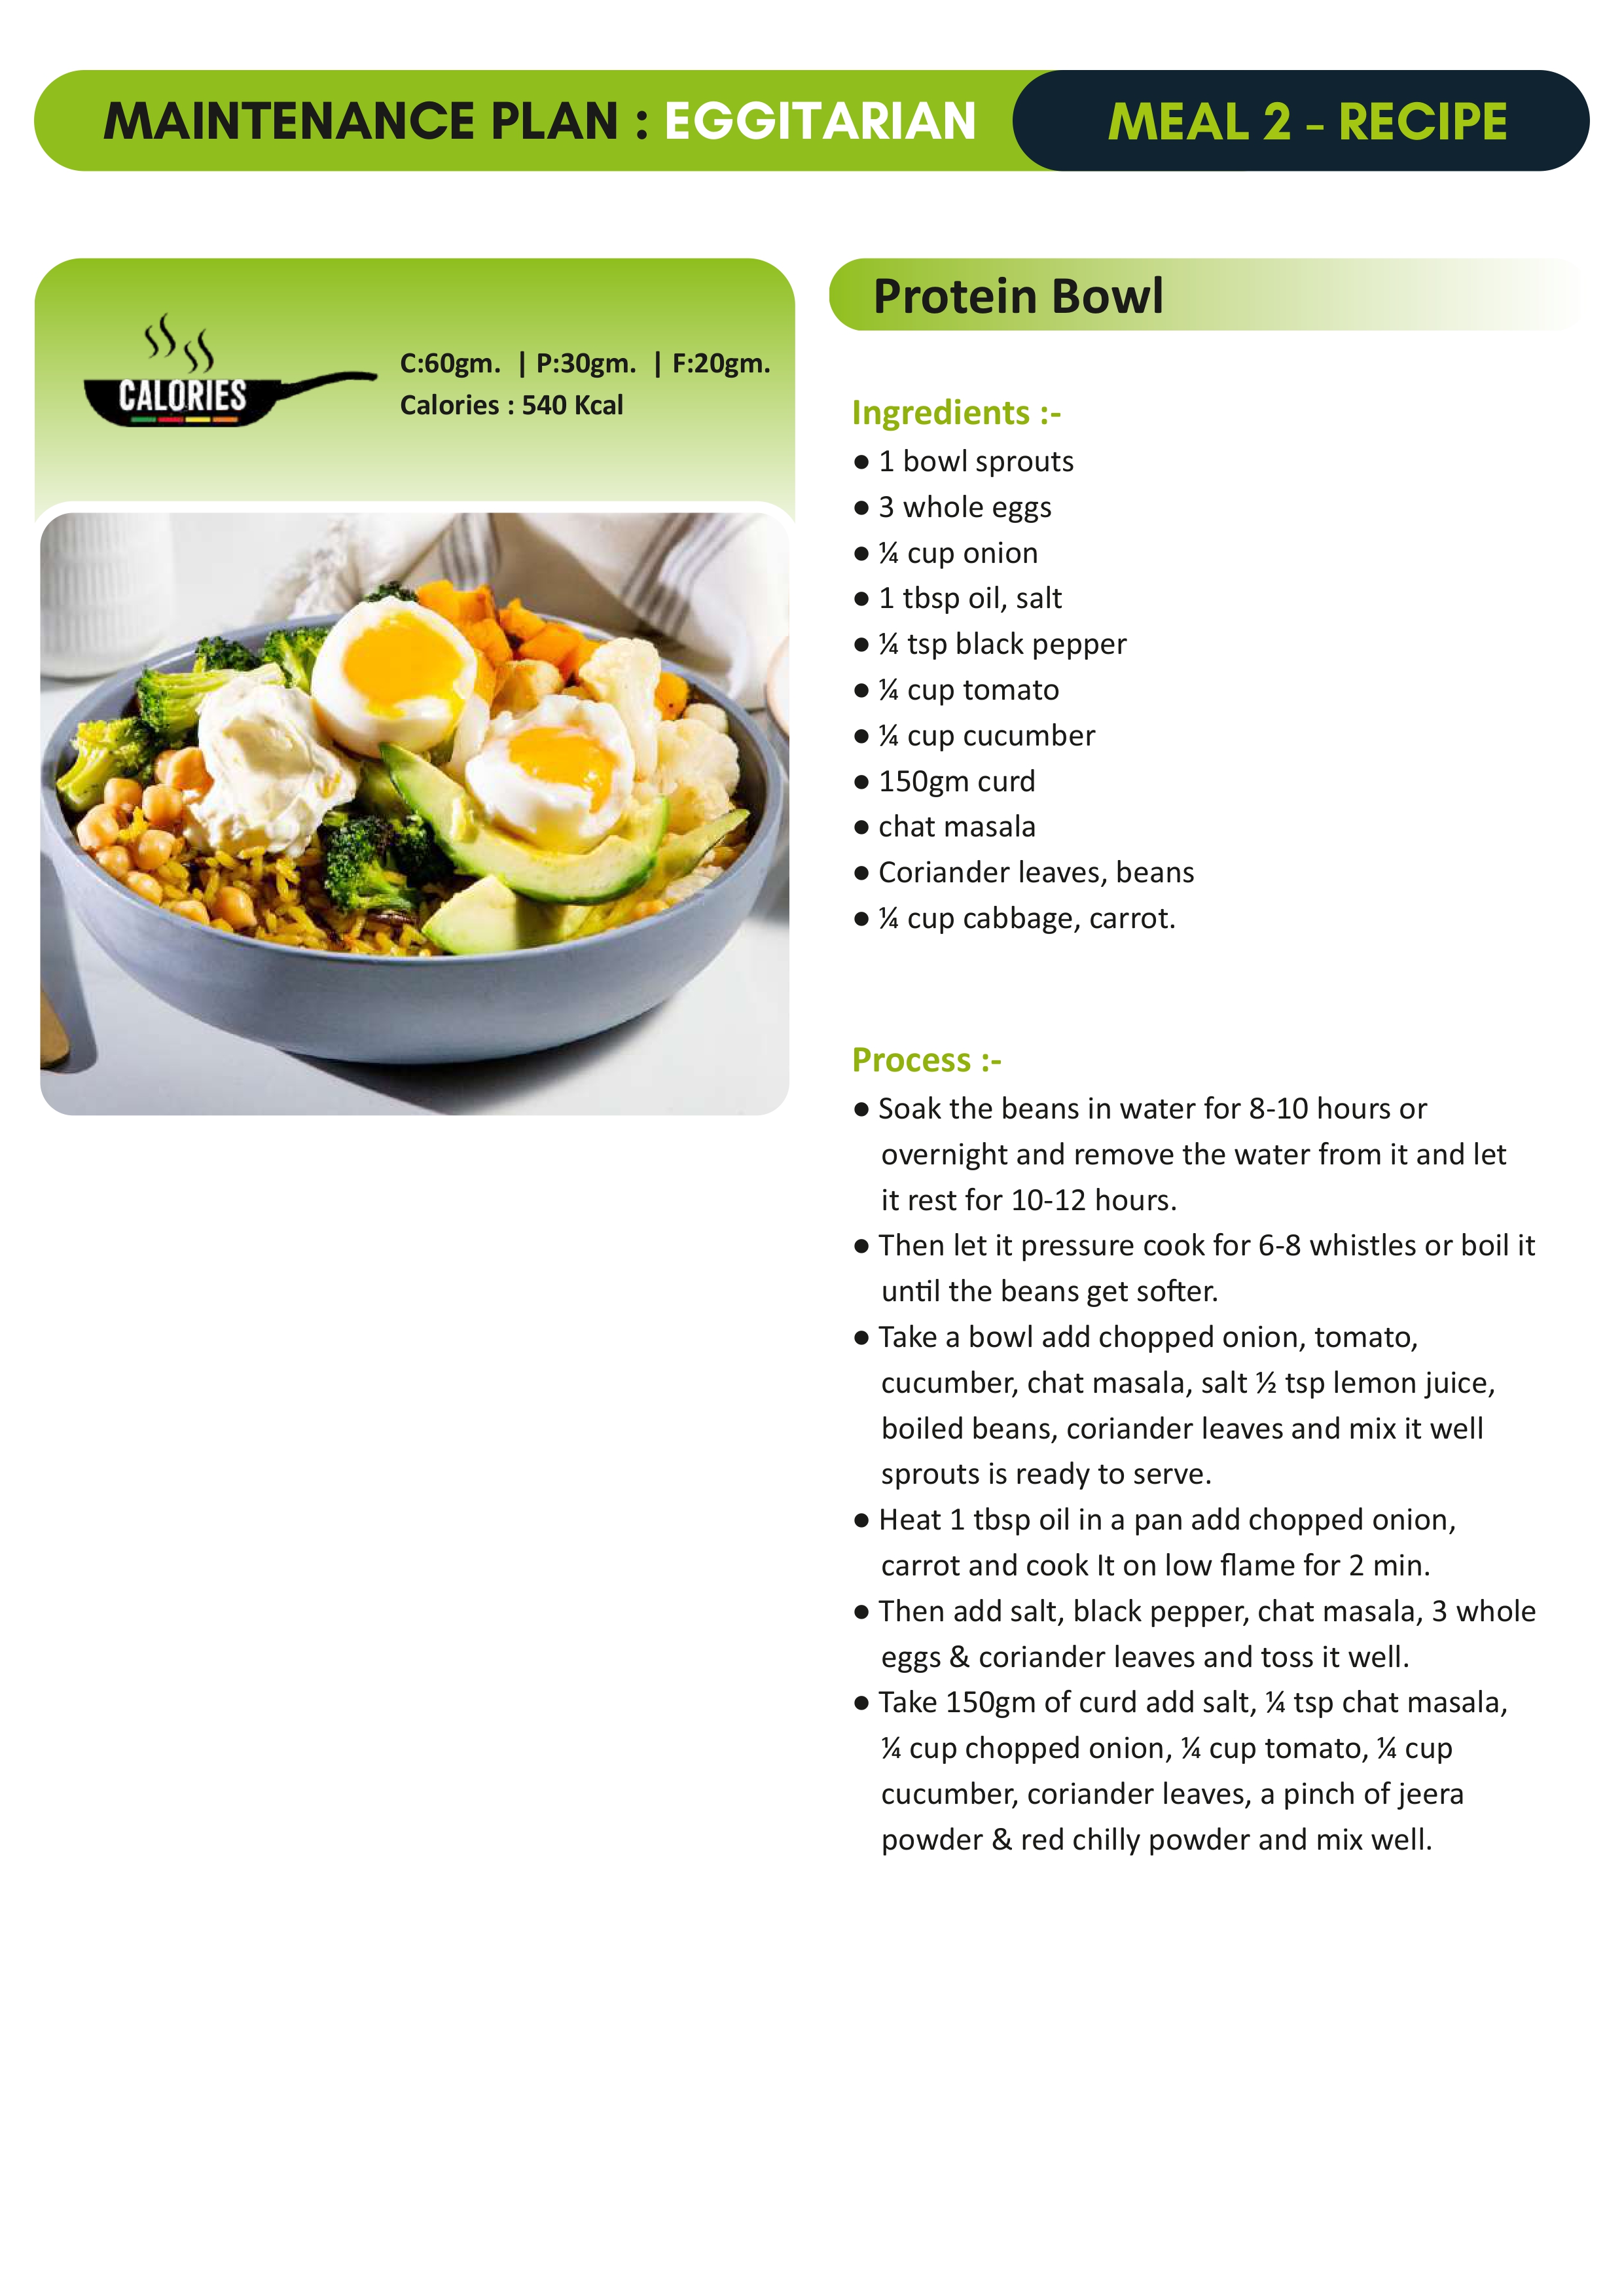 MAINTENANCE PLAN : EGGITARIAN
MEAL 2 - RECIPE
CALORIES
C:60gm. | P:30gm. | F:20gm.
Calories : 540 Kcal
Protein Bowl
Ingredients :-
● 1 bowl sprouts
● 3 whole eggs
● ¼ cup onion
● 1 tbsp oil, salt
● ¼ tsp black pepper
● ¼ cup tomato
● ¼ cup cucumber
● 150gm curd
● chat masala
● Coriander leaves, beans
● ¼ cup cabbage, carrot.
Process :-
● Soak the beans in water for 8-10 hours or
overnight and remove the water from it and let
it rest for 10-12 hours.
● Then let it pressure cook for 6-8 whistles or boil it
until the beans get softer.
● Take a bowl add chopped onion, tomato,
cucumber, chat masala, salt ½ tsp lemon juice,
boiled beans, coriander leaves and mix it well
sprouts is ready to serve.
● Heat 1 tbsp oil in a pan add chopped onion,
carrot and cook It on low flame for 2 min.
● Then add salt, black pepper, chat masala, 3 whole
eggs & coriander leaves and toss it well.
● Take 150gm of curd add salt, ¼ tsp chat masala,
¼ cup chopped onion, ¼ cup tomato, ¼ cup
cucumber, coriander leaves, a pinch of jeera
powder & red chilly powder and mix well.